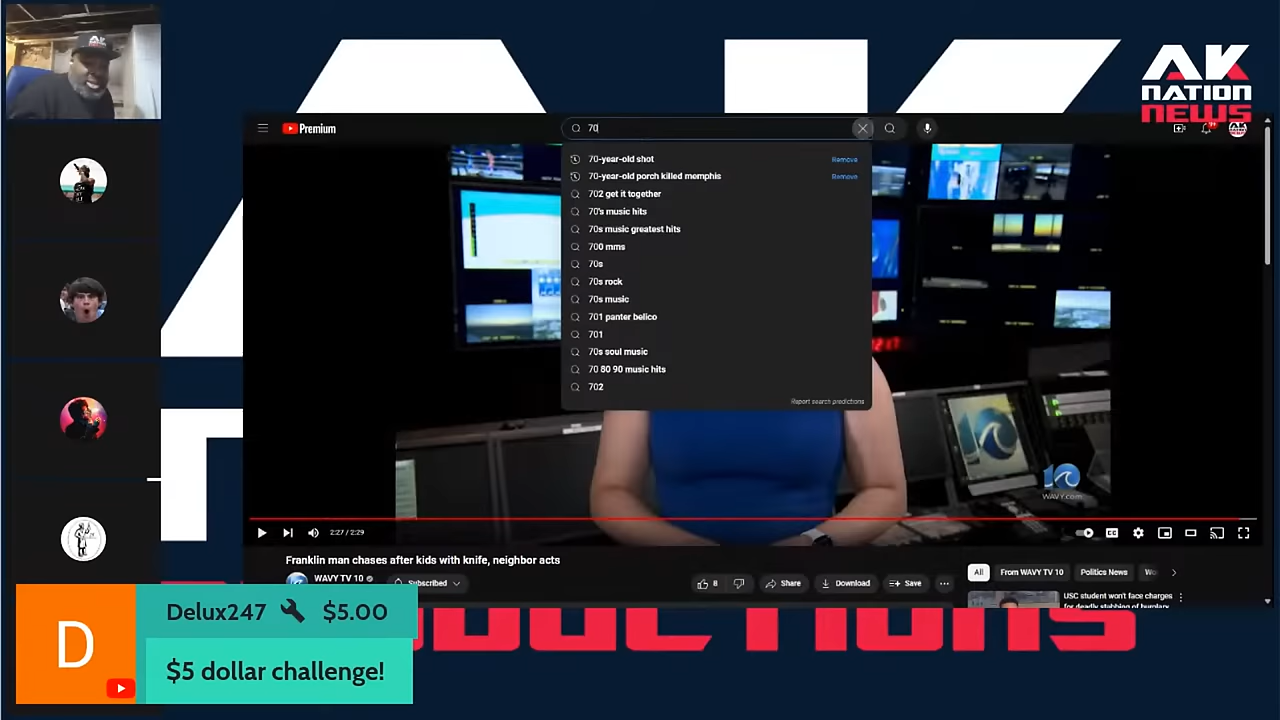 AK
NATION
NEWS
Premium
70
70-year-old shot
Remove
70-year-old porch killed memphis
Remove
702 get it together
70's music hits
70s music greatest hits
700 mms
70s
70s rock
70s music
701 panter belico
701
70s soul music
70 80 90 music hits
702
Report search predictions
10
WAVY.com
2:27 / 2:29
Franklin man chases after kids with knife, neighbor acts
WAVY TV 10
Subscribed
8
Share
Download
Save
All
From WAVY TV 10
Politics News
Wo
USC student won't face charges
for deadly stabbing of burglary
Delux247
$5.00
D
$5 dollar challenge!